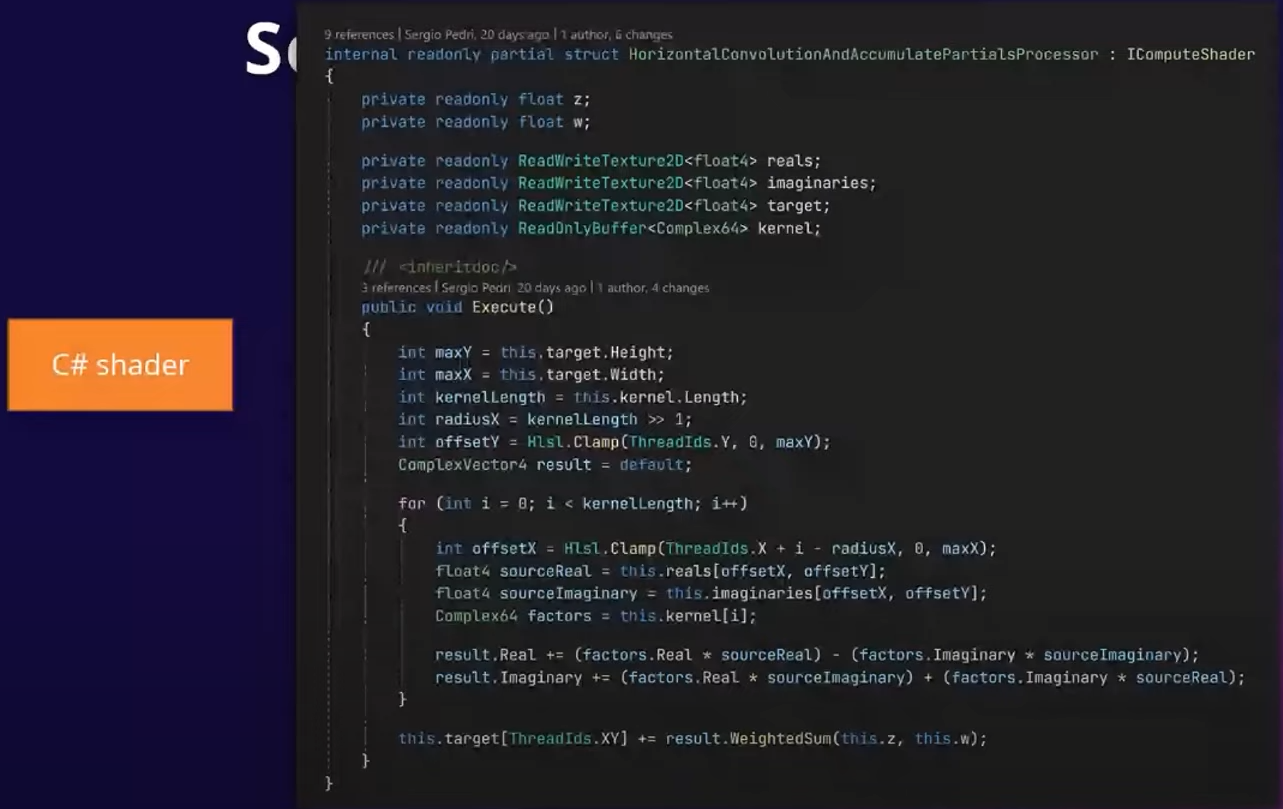 9 references | Sergio Pedri, 20 days ago | 1 author, 6 changes
internal readonly partial struct HorizontalConvolutionAndAccumulatePartialsProcessor : IComputeShader
{
private readonly float z;
private readonly float w;
private readonly ReadWriteTexture2D<float4> reals;
private readonly ReadWriteTexture2D<float4> imaginaries;
private readonly ReadWriteTexture2D<float4> target;
private readonly ReadOnlyBuffer<Complex64> kernel;
/// <inheritdoc/>
3 references | Sergio Pedri, 20 days ago | 1 author, 4 changes
public void Execute()
{
C# shader
int maxY = this.target.Height;
int maxX = this.target.Width;
int kernelLength = this.kernel.Length;
int radiusX = kernelLength >> 1;
int offsetY = Hlsl.Clamp(ThreadIds.Y, 0, maxY);
ComplexVector4 result = default;
for (int i = 0; i < kernelLength; i++)
{
int offsetX = Hlsl.Clamp(ThreadIds.X + i - radiusX, 0, maxX);
float4 sourceReal = this.reals[offsetX, offsetY];
float4 sourceImaginary = this.imaginaries[offsetX, offsetY];
Complex64 factors = this.kernel[i];
result.Real += (factors.Real * sourceReal) - (factors.Imaginary * sourceImaginary);
result.Imaginary += (factors.Real * sourceImaginary) + (factors.Imaginary * sourceReal);
}
this.target[ThreadIds.XY] += result.WeightedSum(this.z, this.w);
}
}